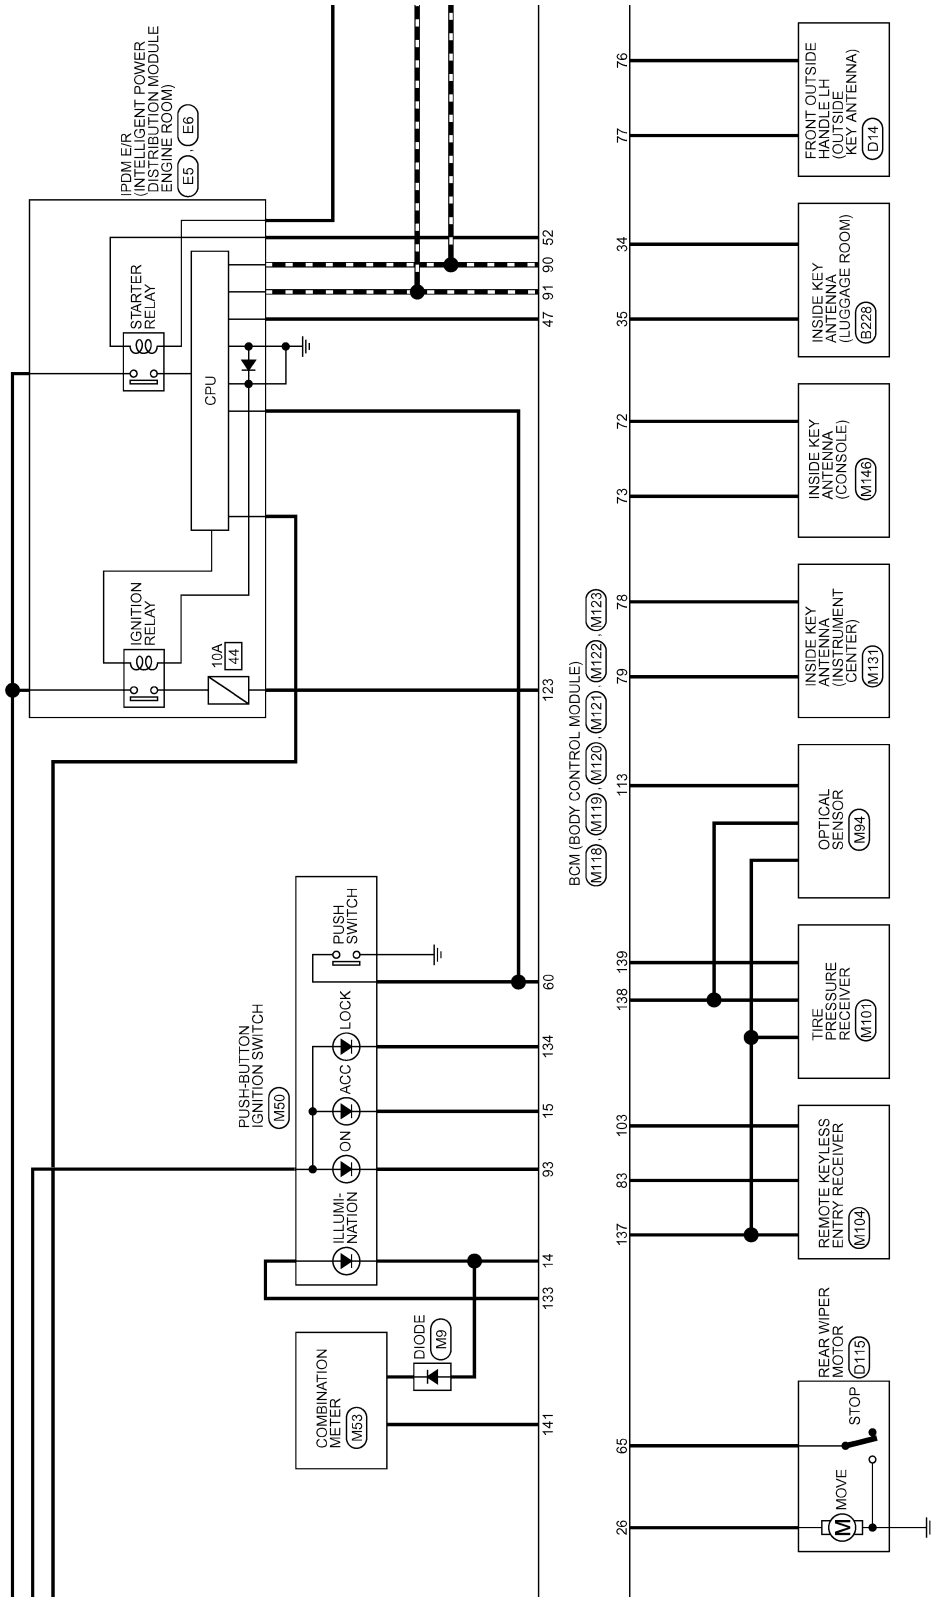 IPDM E/R
(INTELLIGENT POWER
DISTRIBUTION MODULE
ENGINE ROOM)
E5 , E6
IGNITION
RELAY
10A
44
STARTER
RELAY
CPU
PUSH-BUTTON
IGNITION SWITCH
M50
ILLUMI-
NATION
ON
ACC
LOCK
PUSH
SWITCH
COMBINATION
METER
M53
DIODE
M9
141
133
14
93
15
134
60
123
47
91
90
52
BCM (BODY CONTROL MODULE)
M118 , M119 , M120 , M121 , M122 , M123
26
65
137
83
103
138
139
113
79
78
73
72
35
34
77
76
REAR WIPER
MOTOR
D115
M
MOVE
STOP
REMOTE KEYLESS
ENTRY RECEIVER
M104
TIRE
PRESSURE
RECEIVER
M101
OPTICAL
SENSOR
M94
INSIDE KEY
ANTENNA
(INSTRUMENT
CENTER)
M131
INSIDE KEY
ANTENNA
(CONSOLE)
M146
INSIDE KEY
ANTENNA
(LUGGAGE ROOM)
B228
FRONT OUTSIDE
HANDLE LH
(OUTSIDE
KEY ANTENNA)
D14